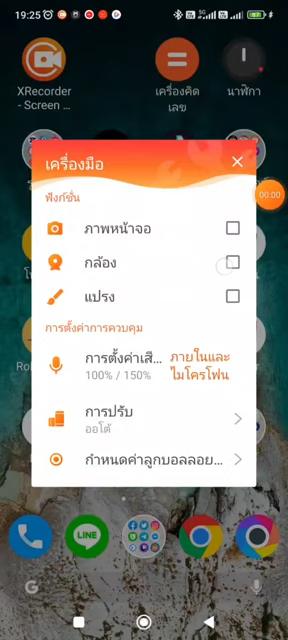 19:25
XRecorder
- Screen ...
เครื่องคิด
เลข
นาฬิกา
00:00
เครื่องมือ
ฟังก์ชั่น
ภาพหน้าจอ
กล้อง
แปรง
การตั้งค่าการควบคุม
การตั้งค่าเสี...
100% / 150%
ภายในและ
ไมโครโฟน
การปรับ
ออโต้
กำหนดค่าลูกบอลลอย...
LINE